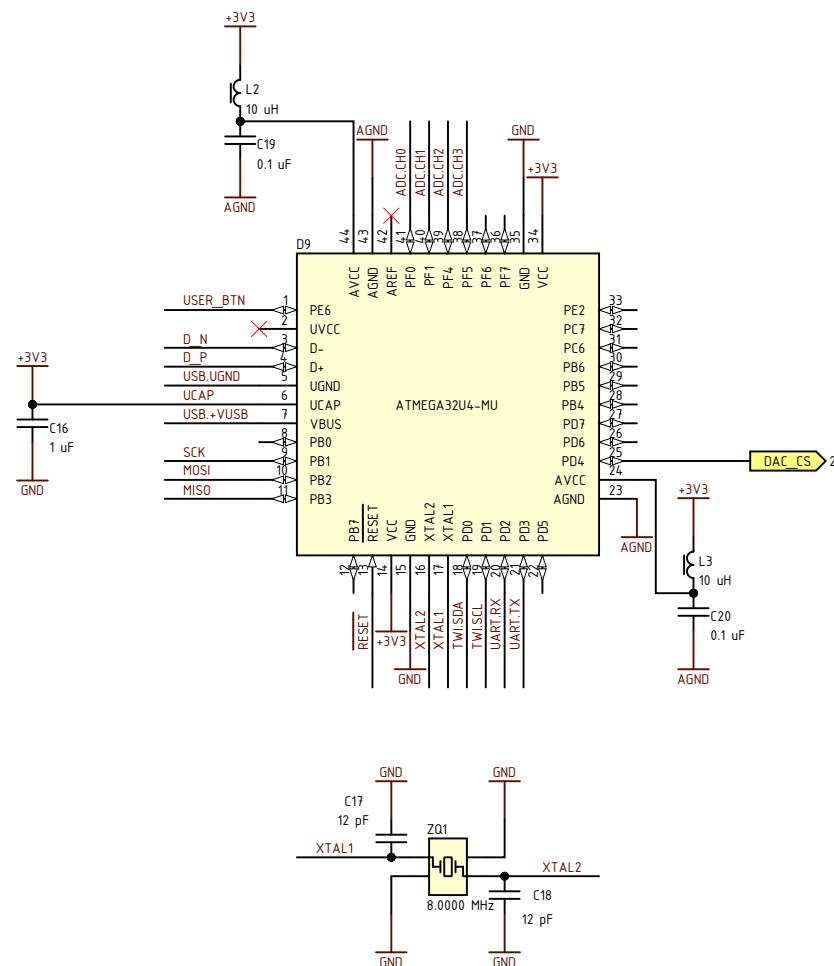 +3V3
L2
10 uH
C19
0.1 uF
AGND
AGND
ADC.CH0
ADC.CH1
ADC.CH2
ADC.CH3
GND
+3V3
D9
44
43
42
41
40
39
38
37
36
35
34
AVCC
AGND
AREF
PF0
PF1
PF4
PF5
PF6
PF7
GND
VCC
USER_BTN
1
PE6
2
UVCC
D_N
3
D-
D_P
4
D+
USB.UGND
5
UGND
UCAP
6
UCAP
USB.+VUSB
7
VBUS
8
PB0
SCK
9
PB1
MOSI
10
PB2
MISO
11
PB3
+3V3
C16
1 uF
GND
ATMEGA32U4-MU
PE2
33
PC7
32
PC6
31
PB6
30
PB5
29
PB4
28
PD7
27
PD6
26
PD4
25
AVCC
24
AGND
23
DAC_CS
2
AGND
+3V3
L3
10 uH
C20
0.1 uF
AGND
PB7
RESET
VCC
GND
XTAL2
XTAL1
PD0
PD1
PD2
PD3
PD5
12
13
14
15
16
17
18
19
20
21
22
RESET
+3V3
GND
XTAL2
XTAL1
TWI.SDA
TWI.SCL
UART.RX
UART.TX
GND
GND
C17
12 pF
ZQ1
XTAL1
XTAL2
8.0000 MHz
C18
12 pF
GND
GND